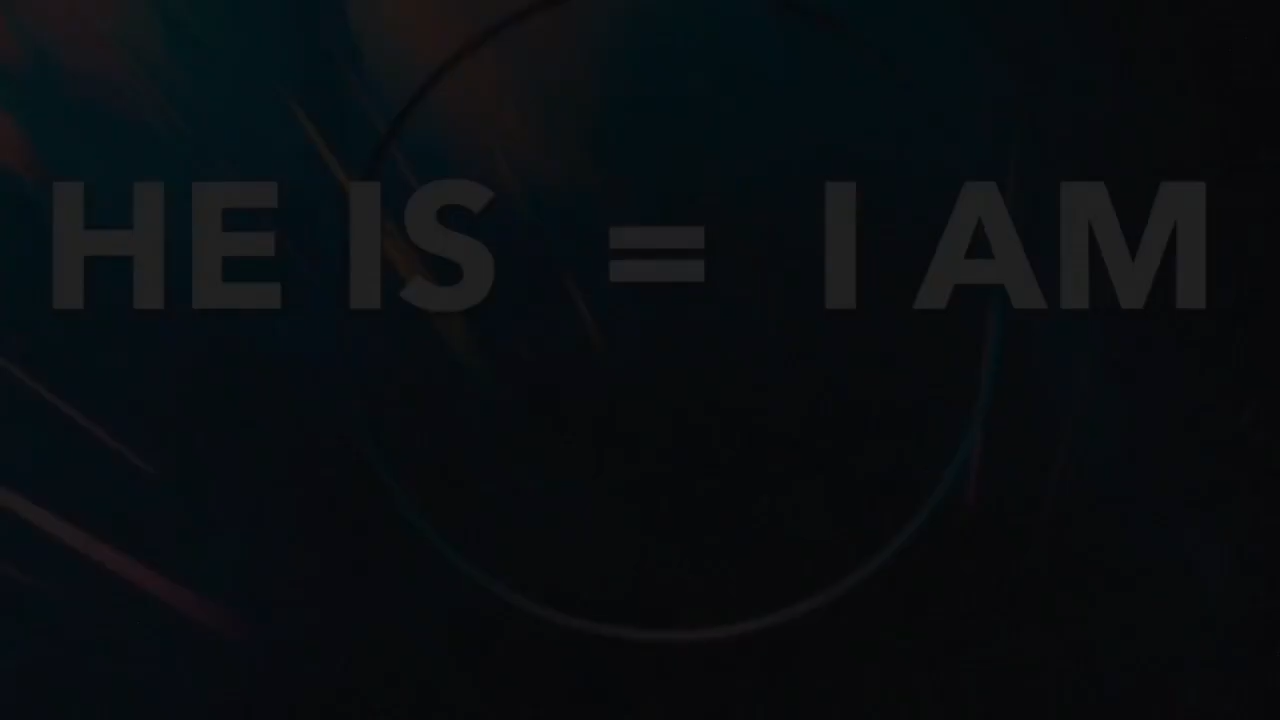 HE IS = I AM